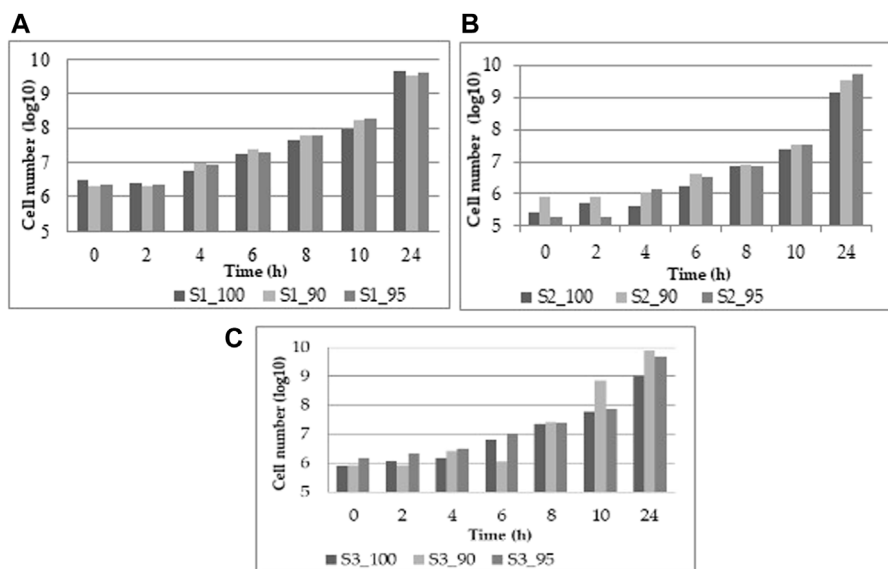 A
Cell number (log10)
10
9
8
7
6
5
0 2 4 6 8 10 24
Time (h)
S1_100 S1_90 S1_95
B
Cell number (log10)
10
9
8
7
6
5
0 2 4 6 8 10 24
Time (h)
S2_100 S2_90 S2_95
C
Cell number (log10)
10
9
8
7
6
5
0 2 4 6 8 10 24
Time (h)
S3_100 S3_90 S3_95